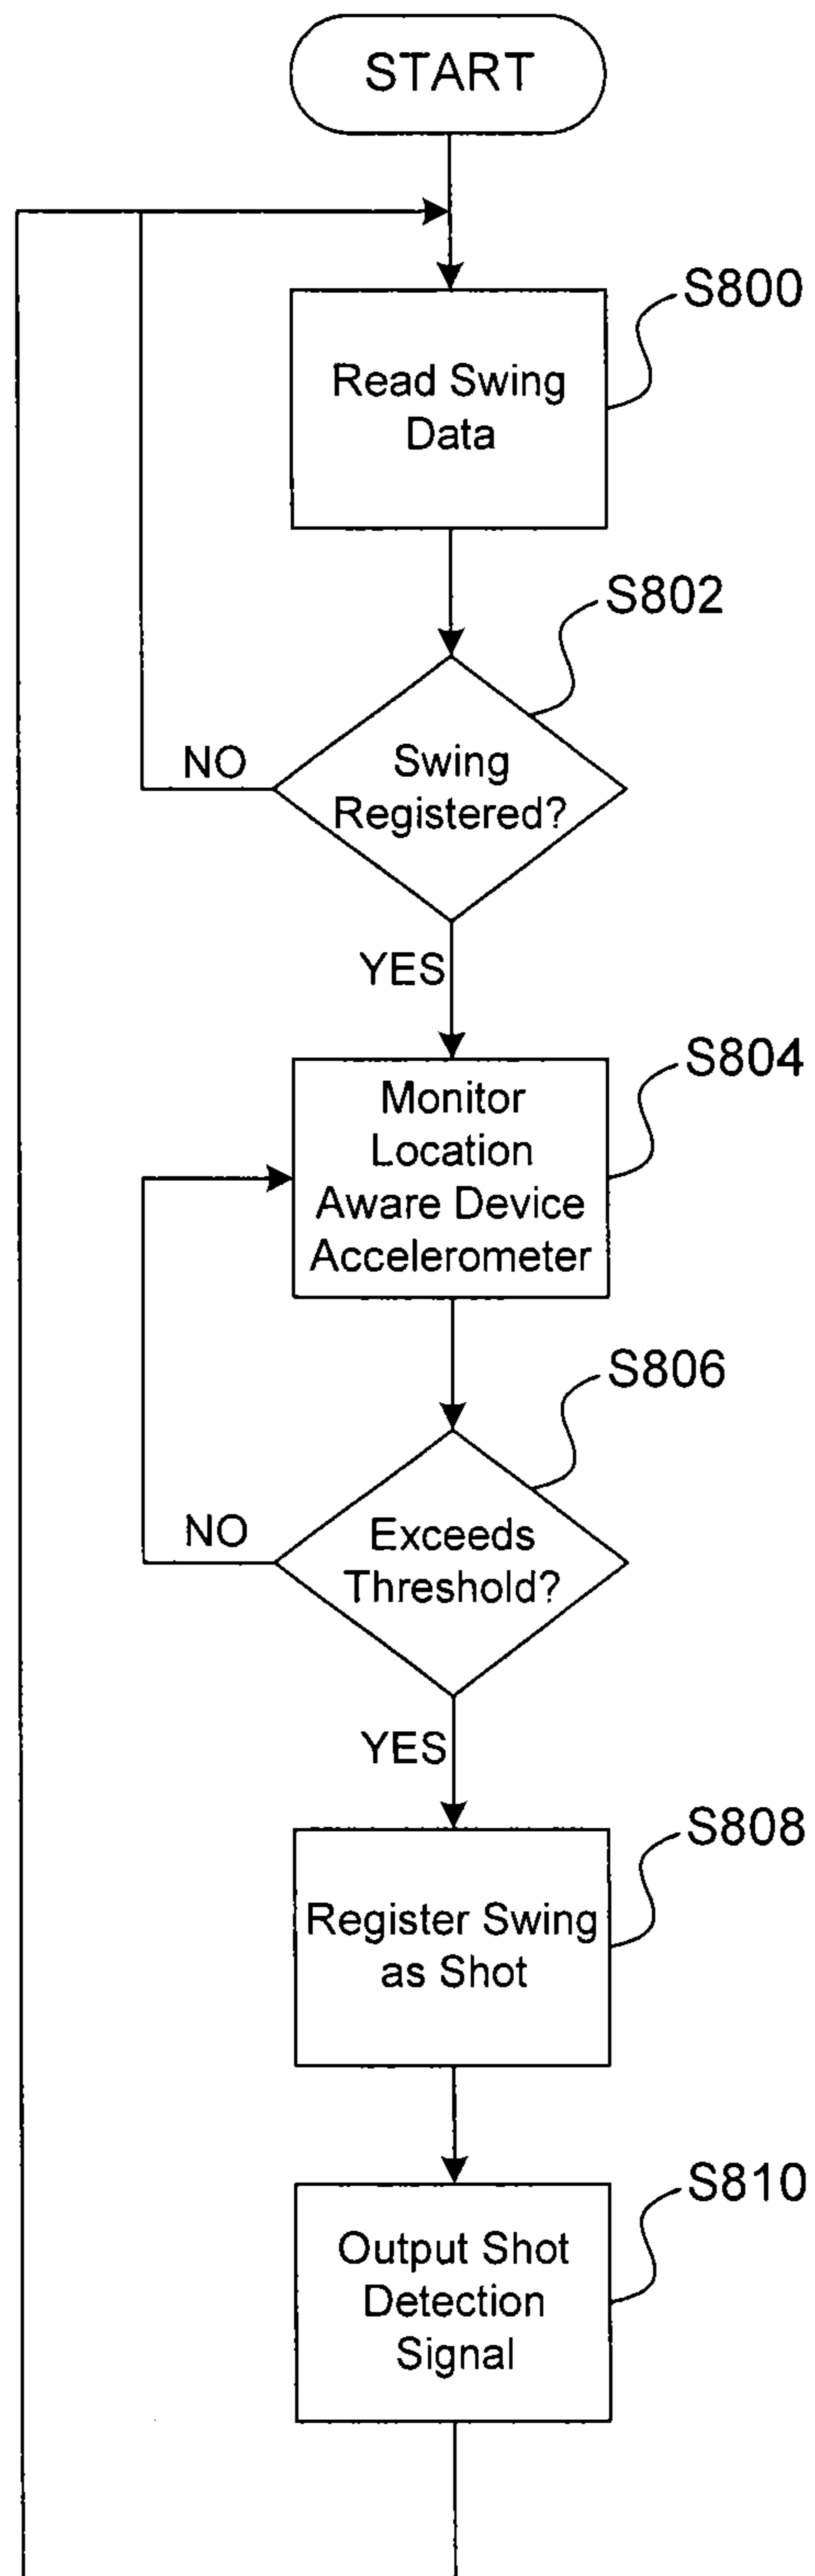 START
S800
Read Swing
Data
S802
NO
Swing
Registered?
YES
S804
Monitor
Location
Aware Device
Accelerometer
S806
NO
Exceeds
Threshold?
YES
S808
Register Swing
as Shot
S810
Output Shot
Detection
Signal